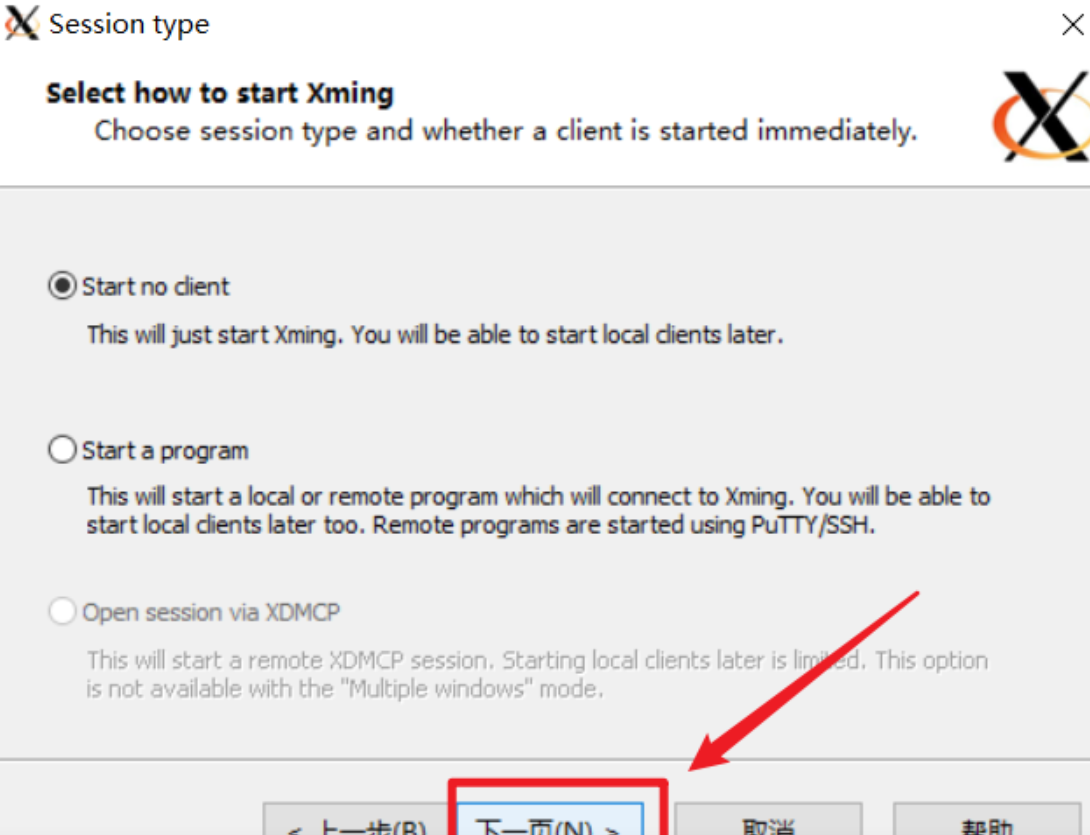 Session type
Select how to start Xming
Choose session type and whether a client is started immediately.
Start no client
This will just start Xming. You will be able to start local clients later.
Start a program
This will start a local or remote program which will connect to Xming. You will be able to
start local clients later too. Remote programs are started using PuTTY/SSH.
Open session via XDMCP
This will start a remote XDMCP session. Starting local clients later is limited. This option
is not available with the "Multiple windows" mode.
< 上一步(B) 下一页(N) > 取消 帮助